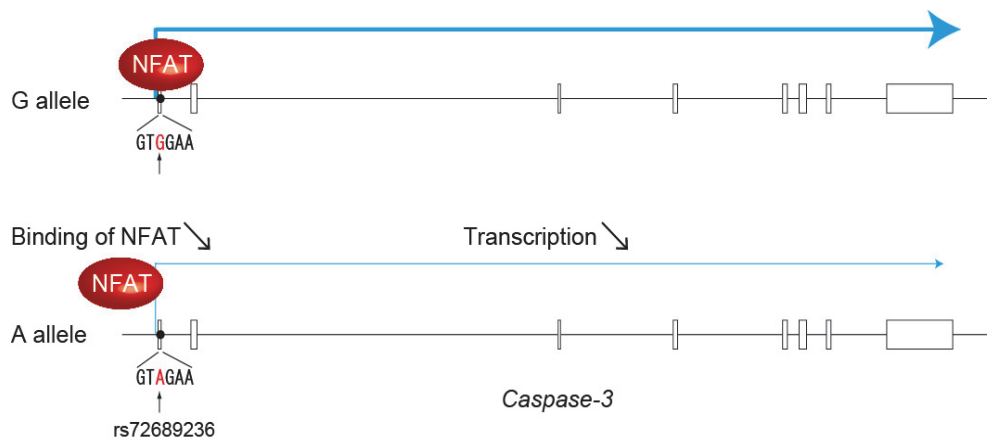 NFAT
G allele
GTGGAA
Binding of NFAT ↘ Transcription ↘
NFAT
A allele
GTAGAA
Caspase-3
rs72689236